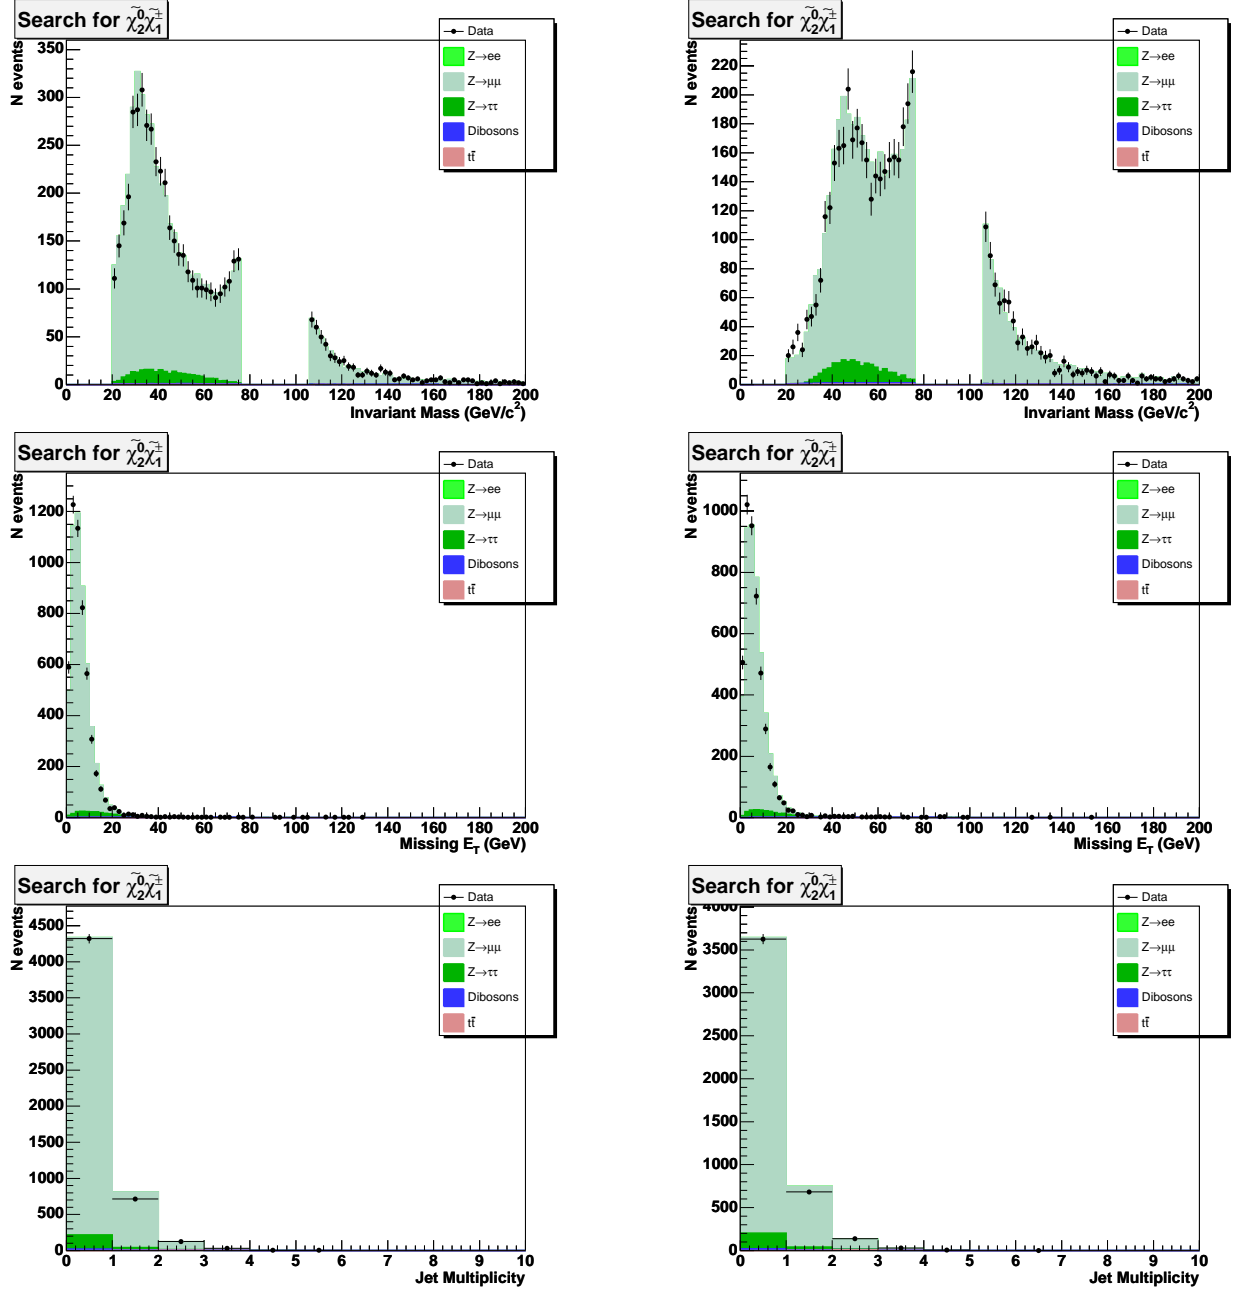 Search for χ̃⁰₂χ̃±₁
N events
350
300
250
200
150
100
50
0
0 20 40 60 80 100 120 140 160 180 200
Invariant Mass (GeV/c²)
Data
Z→ee
Z→μμ
Z→ττ
Dibosons
tt̄
Search for χ̃⁰₂χ̃±₁
N events
220
200
180
160
140
120
100
80
60
40
20
0
0 20 40 60 80 100 120 140 160 180 200
Invariant Mass (GeV/c²)
Data
Z→ee
Z→μμ
Z→ττ
Dibosons
tt̄
Search for χ̃⁰₂χ̃±₁
N events
1200
1000
800
600
400
200
0
0 20 40 60 80 100 120 140 160 180 200
Missing E_T (GeV)
Data
Z→ee
Z→μμ
Z→ττ
Dibosons
tt̄
Search for χ̃⁰₂χ̃±₁
N events
1000
800
600
400
200
0
0 20 40 60 80 100 120 140 160 180 200
Missing E_T (GeV)
Data
Z→ee
Z→μμ
Z→ττ
Dibosons
tt̄
Search for χ̃⁰₂χ̃±₁
N events
4500
4000
3500
3000
2500
2000
1500
1000
500
0
0 1 2 3 4 5 6 7 8 9 10
Jet Multiplicity
Data
Z→ee
Z→μμ
Z→ττ
Dibosons
tt̄
Search for χ̃⁰₂χ̃±₁
N events
4000
3500
3000
2500
2000
1500
1000
500
0
0 1 2 3 4 5 6 7 8 9 10
Jet Multiplicity
Data
Z→ee
Z→μμ
Z→ττ
Dibosons
tt̄